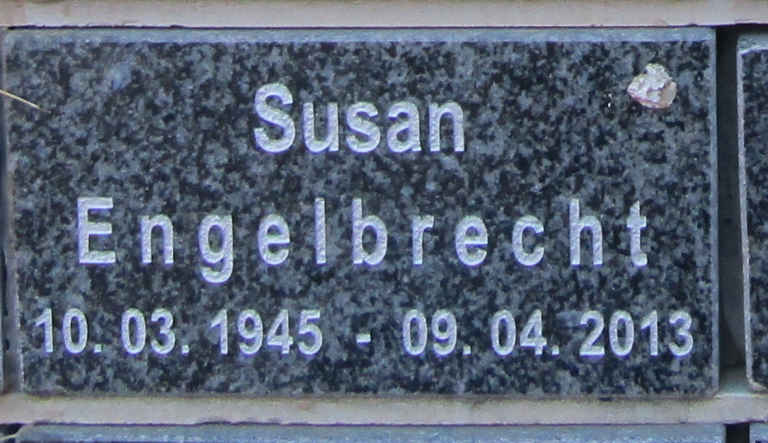 Susan
Engelbrecht
10. 03. 1945 - 09. 04. 2013